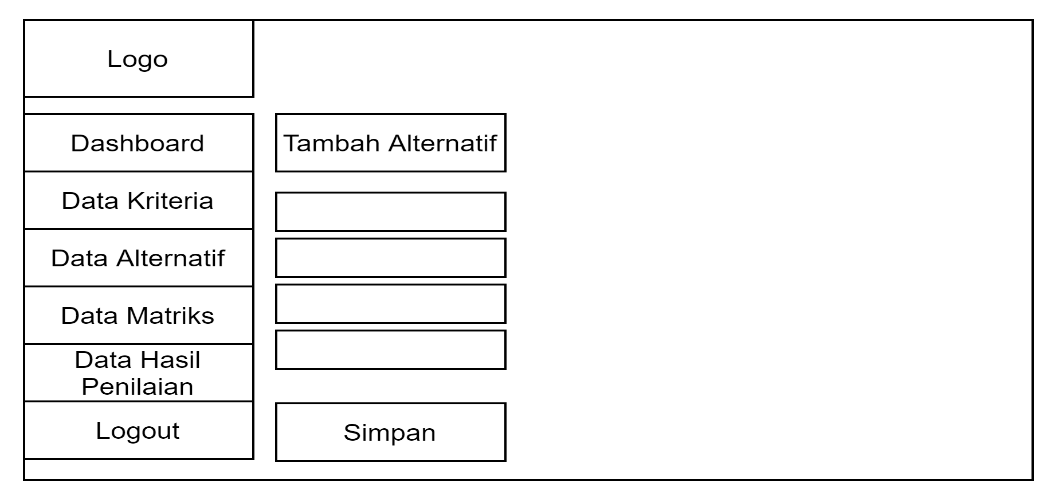 Logo
Dashboard
Tambah Alternatif
Data Kriteria
Data Alternatif
Data Matriks
Data Hasil
Penilaian
Logout
Simpan